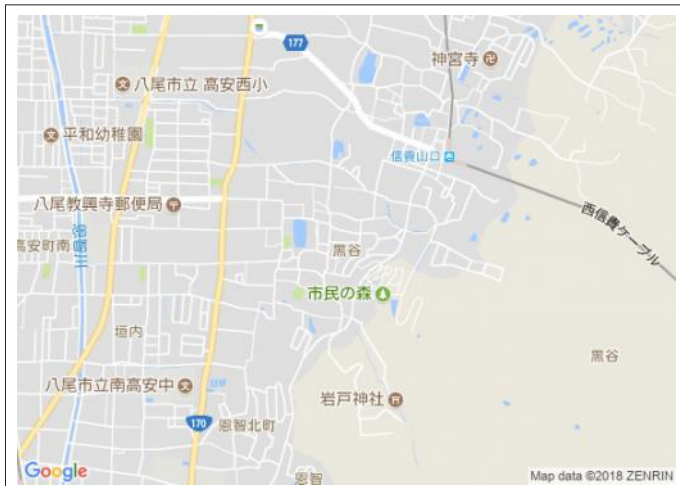 177
神宮寺
八尾市立 高安西小
平和幼稚園
信貴山口
西信貴ケーブル
八尾教興寺郵便局
恩智川
高安町南
黒谷
市民の森
垣内
黒谷
八尾市立南高安中
岩戸神社
170
恩智北町
恩智
Google
Map data ©2018 ZENRIN